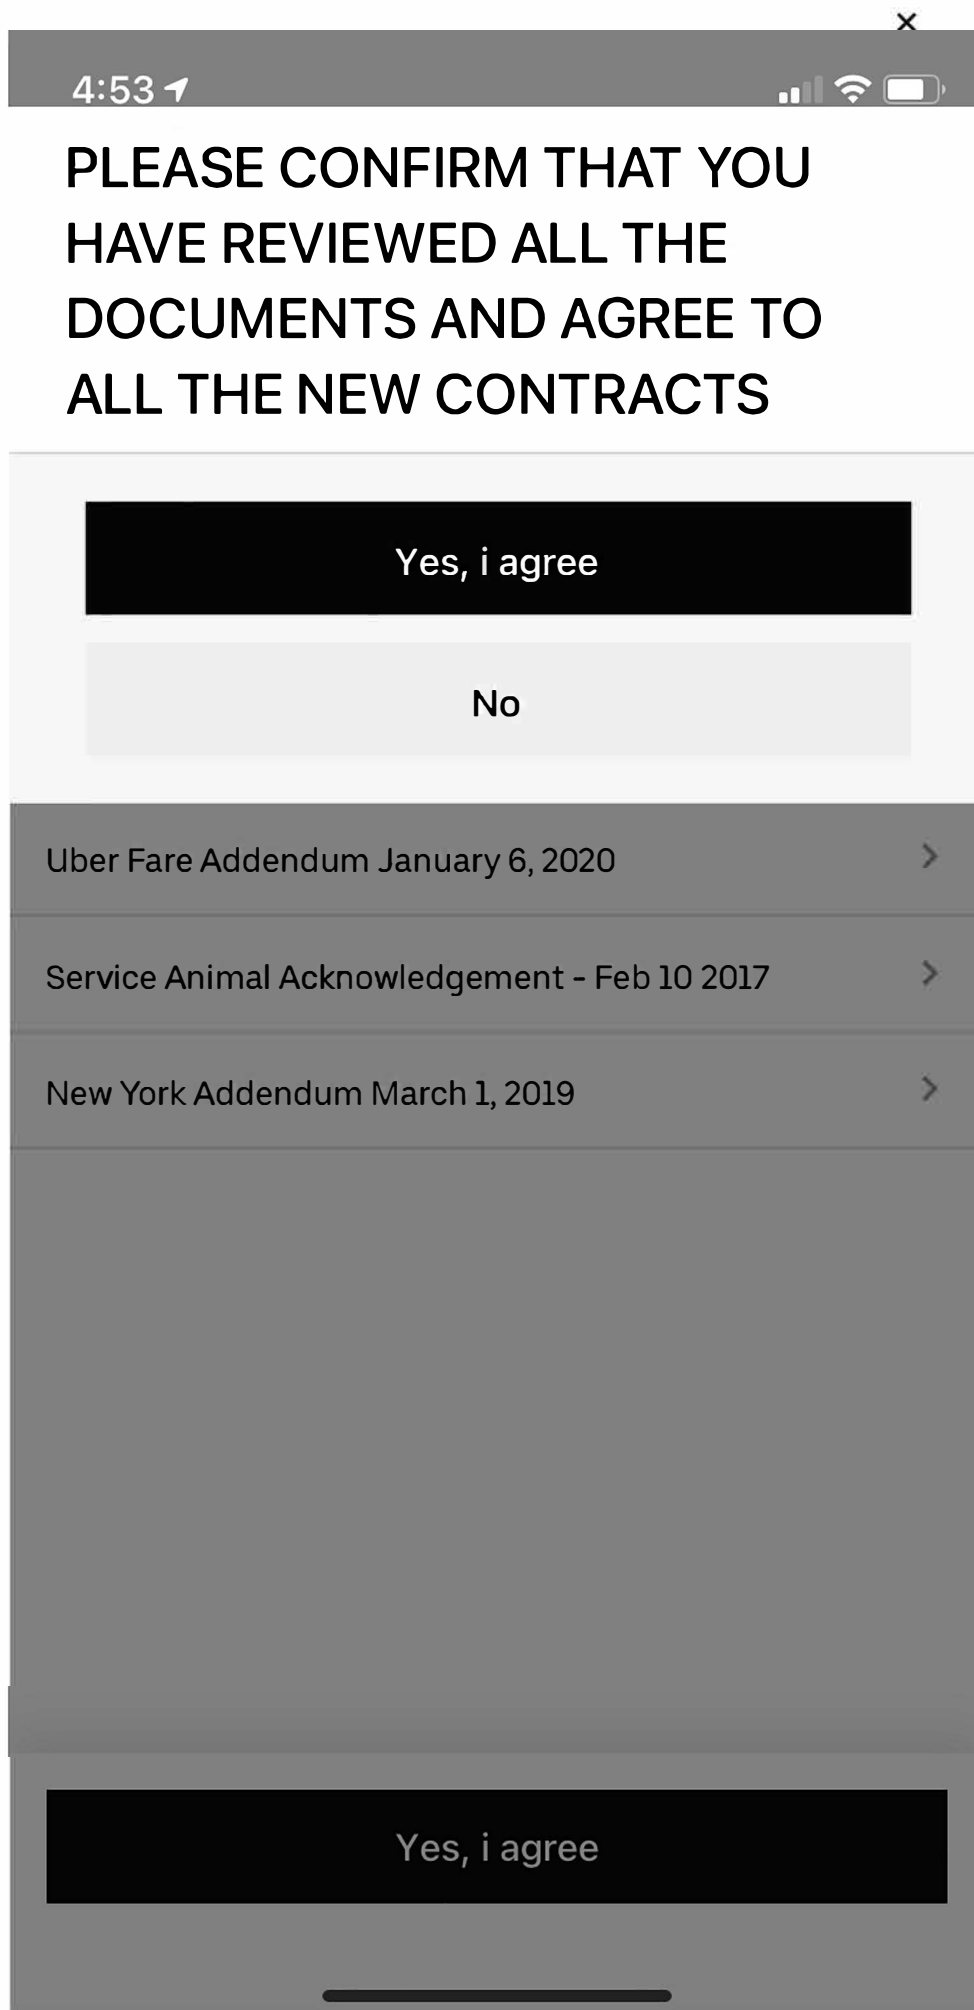 4:53
PLEASE CONFIRM THAT YOU
HAVE REVIEWED ALL THE
DOCUMENTS AND AGREE TO
ALL THE NEW CONTRACTS
Yes, i agree
No
Uber Fare Addendum January 6, 2020
Service Animal Acknowledgement - Feb 10 2017
New York Addendum March 1, 2019
Yes, i agree